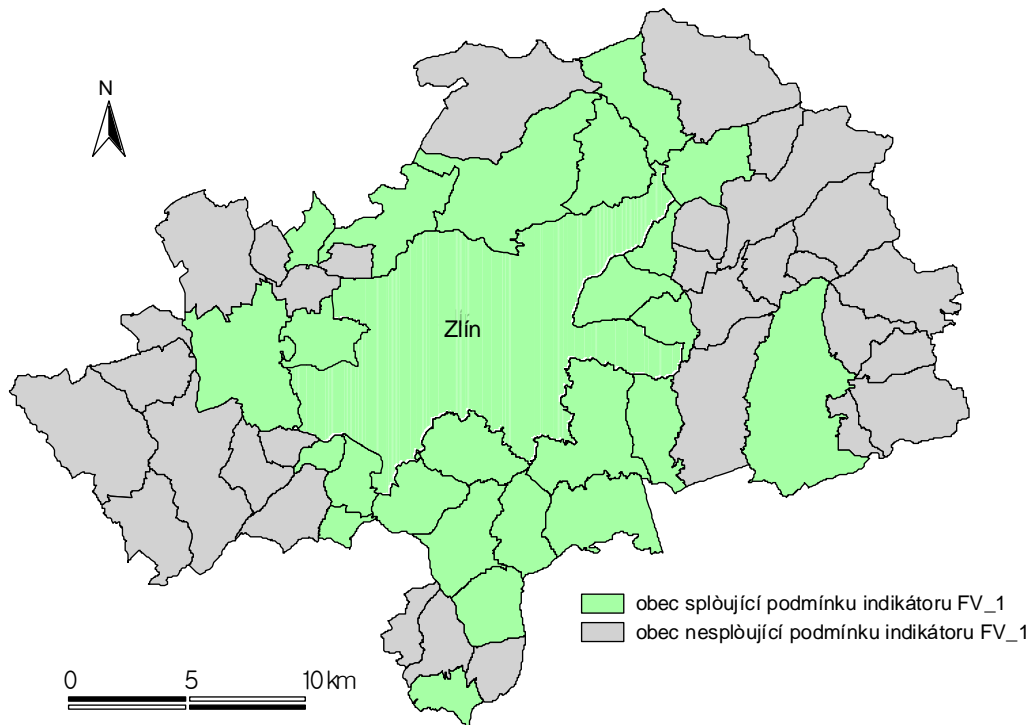 N
Zlín
obec splòující podmínku indikátoru FV_1
obec nesplòující podmínku indikátoru FV_1
0 5 10 km